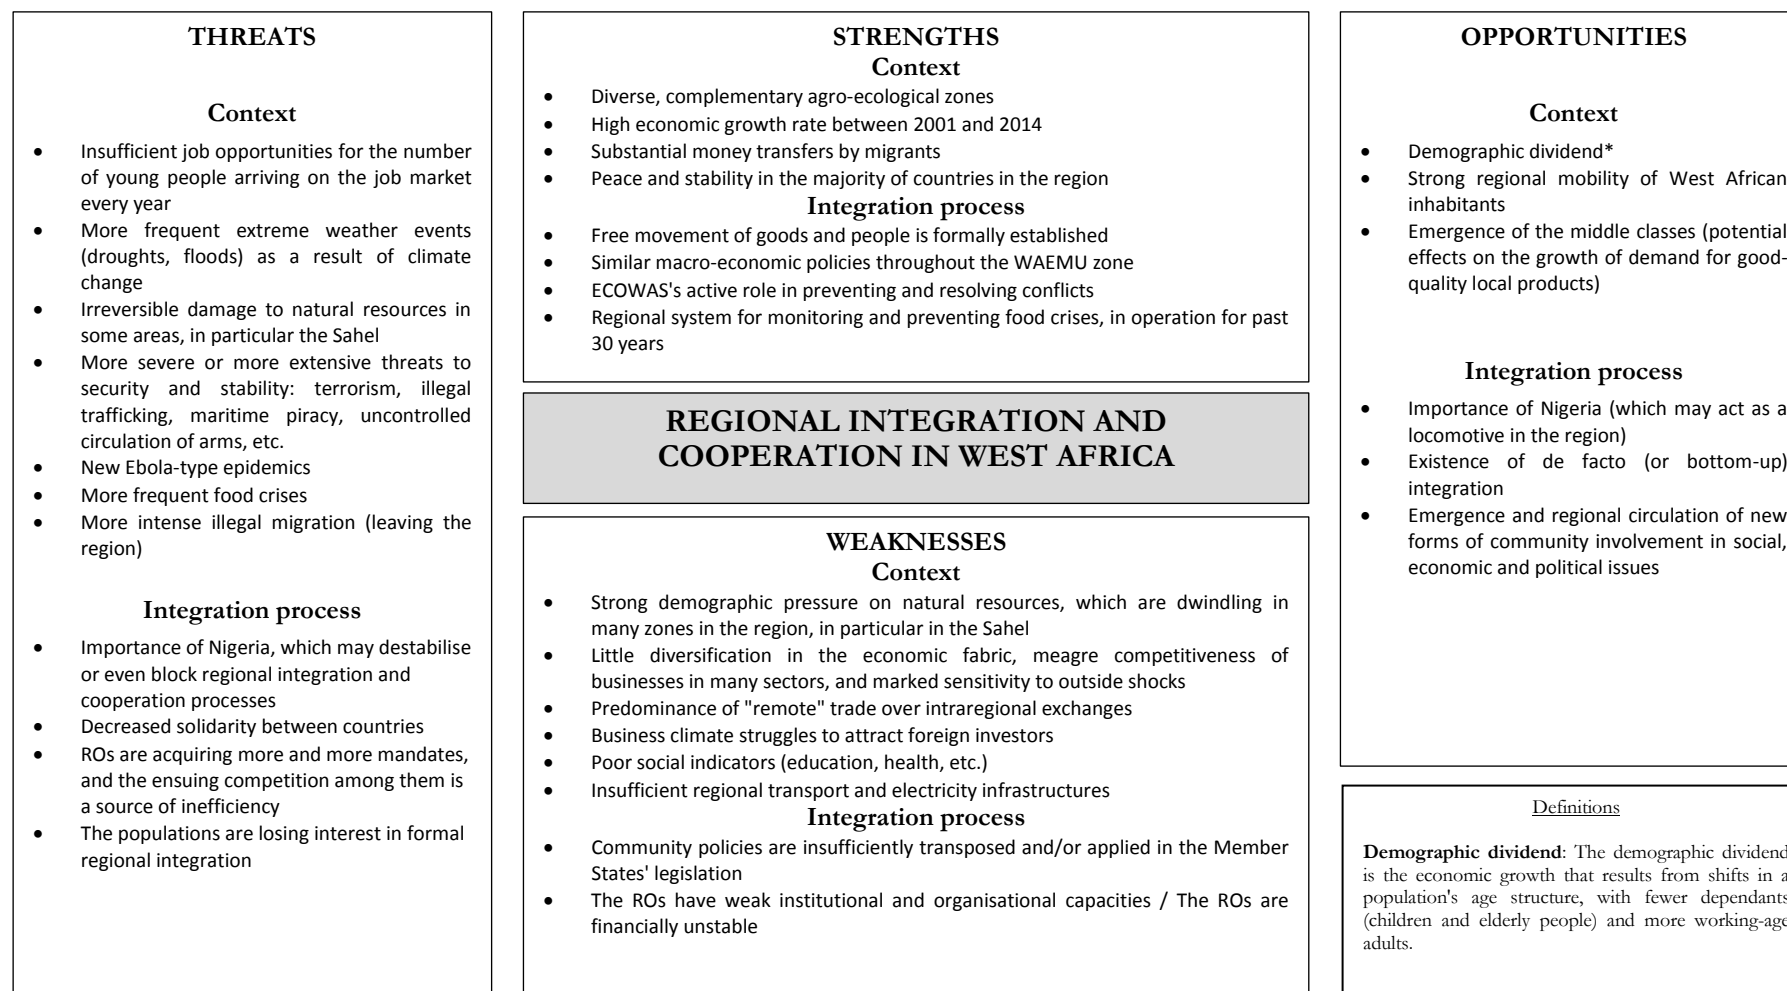 THREATS
Context
• Insufficient job opportunities for the number
of young people arriving on the job market
every year
• More frequent extreme weather events
(droughts, floods) as a result of climate
change
• Irreversible damage to natural resources in
some areas, in particular the Sahel
• More severe or more extensive threats to
security and stability: terrorism, illegal
trafficking, maritime piracy, uncontrolled
circulation of arms, etc.
• New Ebola-type epidemics
• More frequent food crises
• More intense illegal migration (leaving the
region)
Integration process
• Importance of Nigeria, which may destabilise
or even block regional integration and
cooperation processes
• Decreased solidarity between countries
• ROs are acquiring more and more mandates,
and the ensuing competition among them is
a source of inefficiency
• The populations are losing interest in formal
regional integration
STRENGTHS
Context
• Diverse, complementary agro-ecological zones
• High economic growth rate between 2001 and 2014
• Substantial money transfers by migrants
• Peace and stability in the majority of countries in the region
Integration process
• Free movement of goods and people is formally established
• Similar macro-economic policies throughout the WAEMU zone
• ECOWAS's active role in preventing and resolving conflicts
• Regional system for monitoring and preventing food crises, in operation for past
30 years
REGIONAL INTEGRATION AND
COOPERATION IN WEST AFRICA
WEAKNESSES
Context
• Strong demographic pressure on natural resources, which are dwindling in
many zones in the region, in particular in the Sahel
• Little diversification in the economic fabric, meagre competitiveness of
businesses in many sectors, and marked sensitivity to outside shocks
• Predominance of "remote" trade over intraregional exchanges
• Business climate struggles to attract foreign investors
• Poor social indicators (education, health, etc.)
• Insufficient regional transport and electricity infrastructures
Integration process
• Community policies are insufficiently transposed and/or applied in the Member
States' legislation
• The ROs have weak institutional and organisational capacities / The ROs are
financially unstable
OPPORTUNITIES
Context
• Demographic dividend*
• Strong regional mobility of West African
inhabitants
• Emergence of the middle classes (potential
effects on the growth of demand for good-
quality local products)
Integration process
• Importance of Nigeria (which may act as a
locomotive in the region)
• Existence of de facto (or bottom-up)
integration
• Emergence and regional circulation of new
forms of community involvement in social,
economic and political issues
Definitions
Demographic dividend: The demographic dividend
is the economic growth that results from shifts in a
population's age structure, with fewer dependants
(children and elderly people) and more working-age
adults.